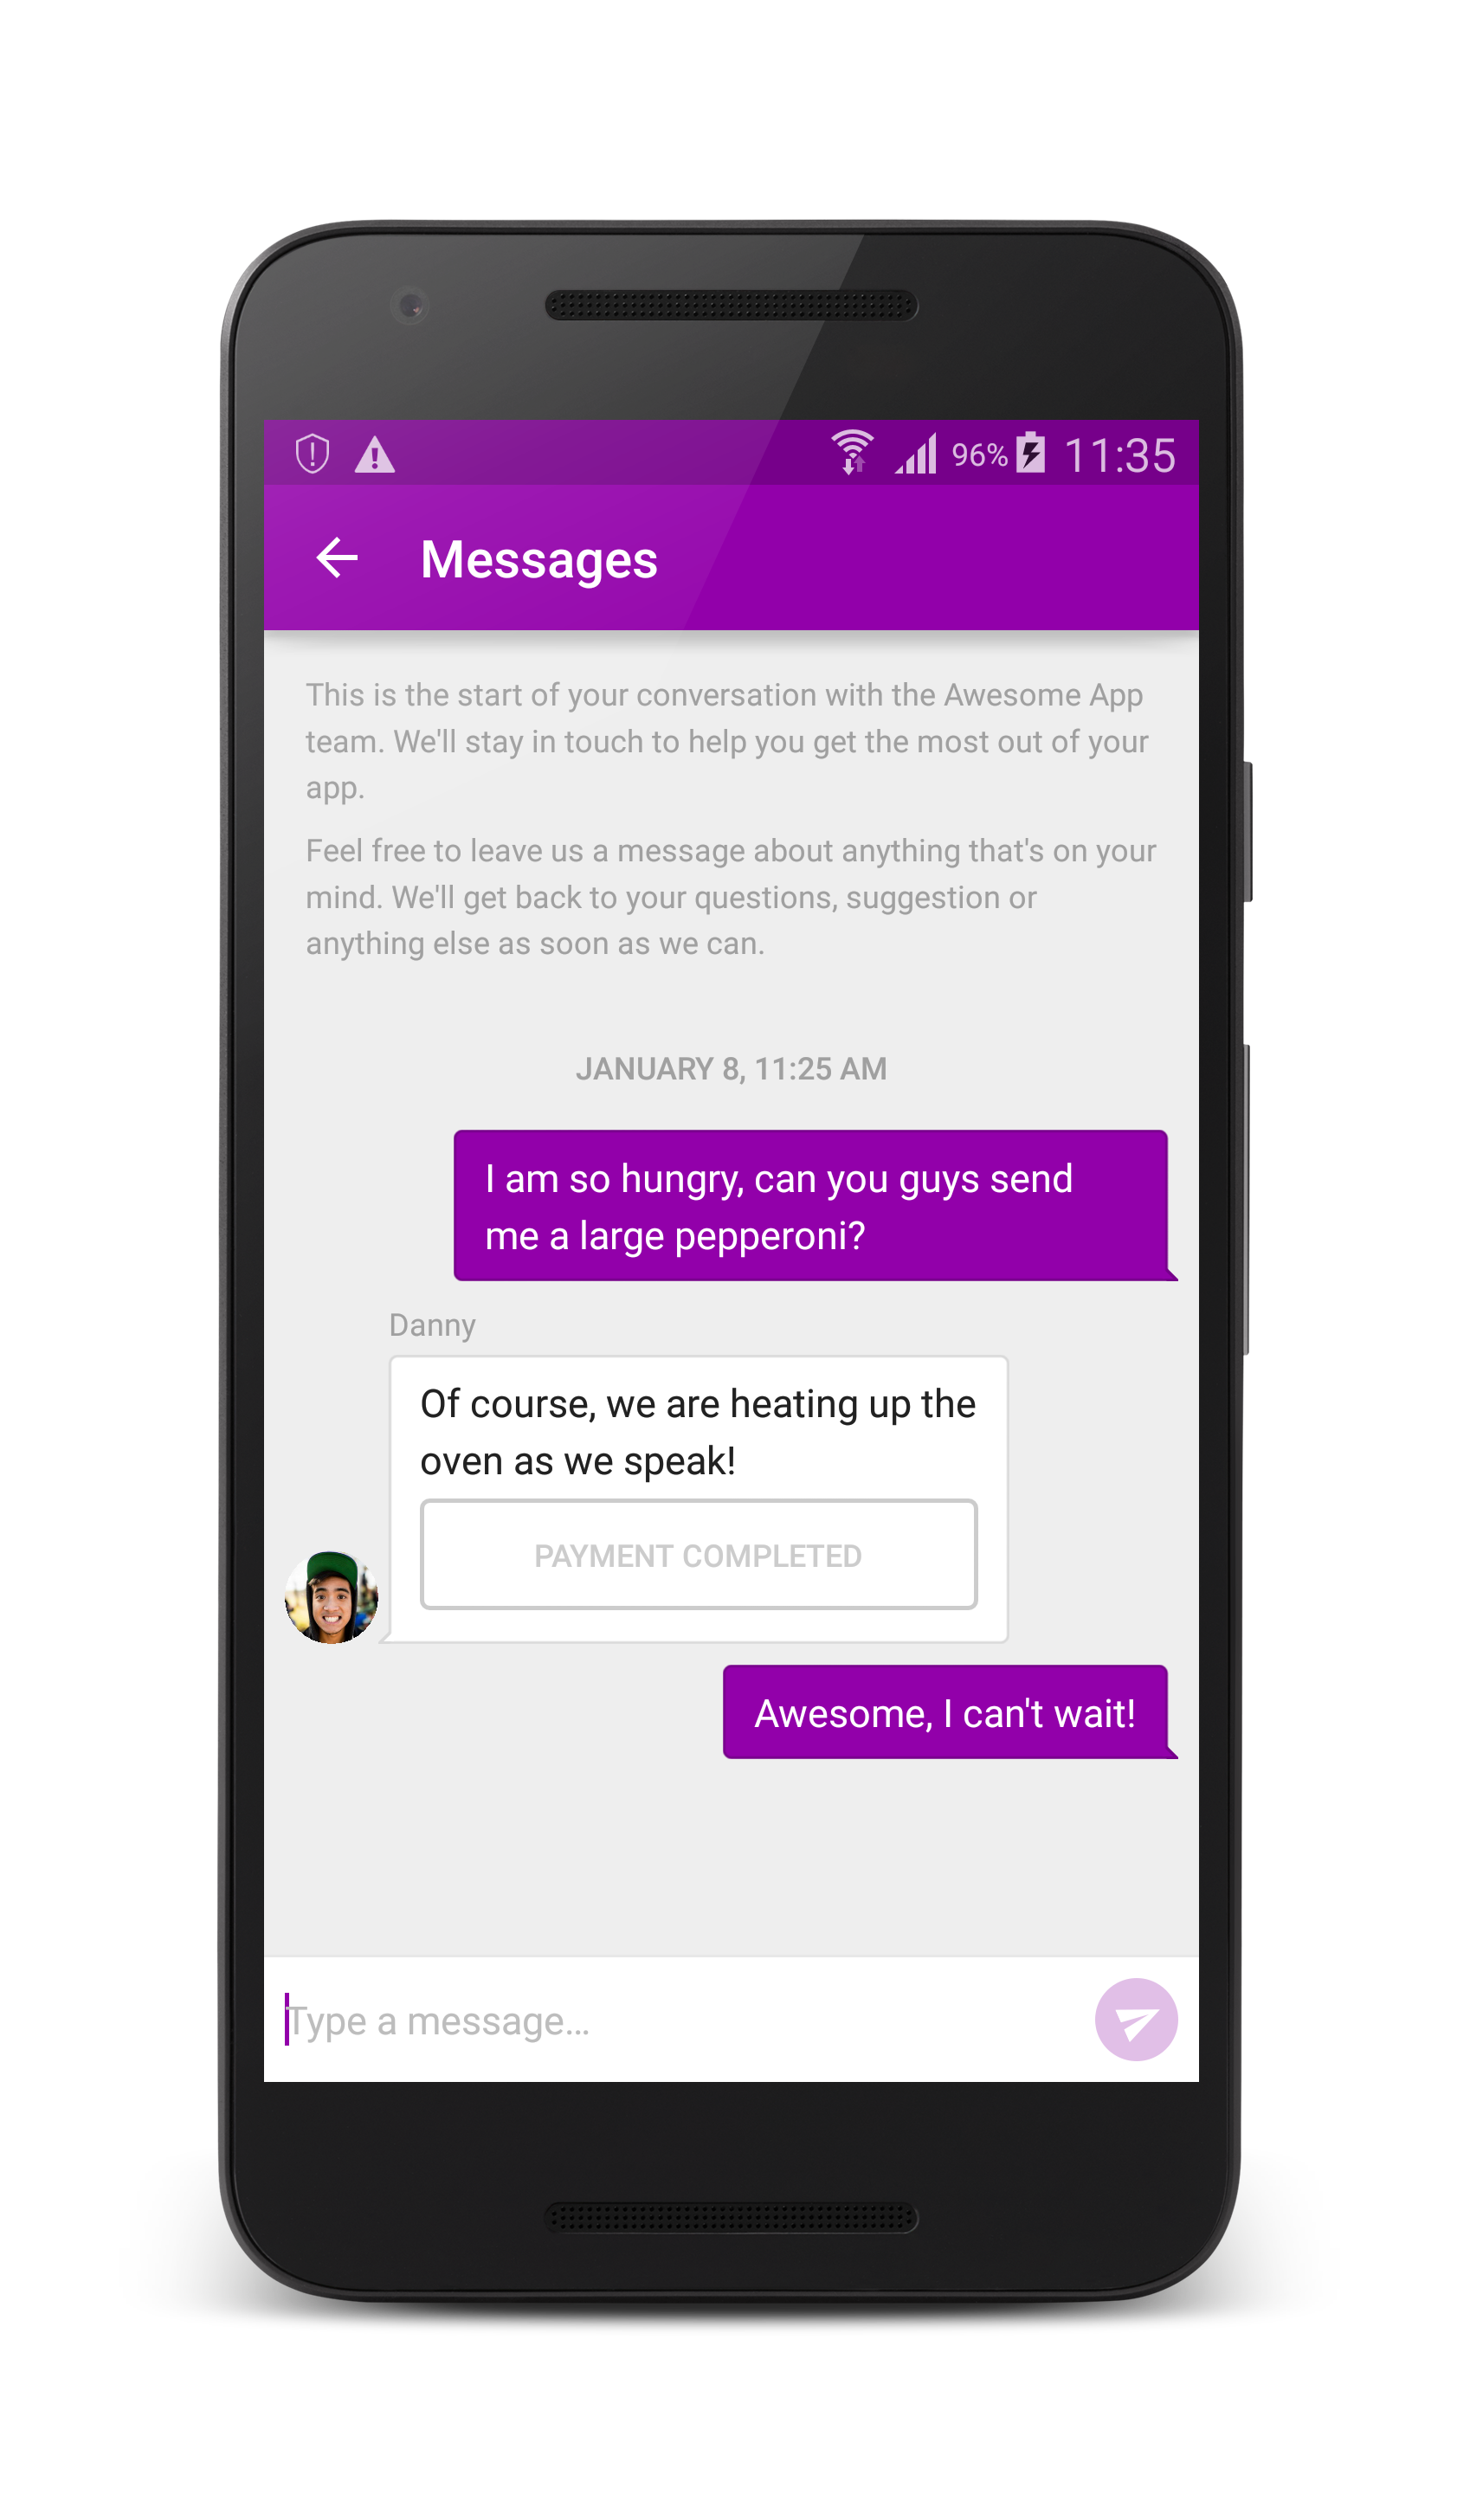 96% 11:35
Messages
This is the start of your conversation with the Awesome App
team. We'll stay in touch to help you get the most out of your
app.
Feel free to leave us a message about anything that's on your
mind. We'll get back to your questions, suggestion or
anything else as soon as we can.
JANUARY 8, 11:25 AM
I am so hungry, can you guys send
me a large pepperoni?
Danny
Of course, we are heating up the
oven as we speak!
PAYMENT COMPLETED
Awesome, I can't wait!
Type a message...